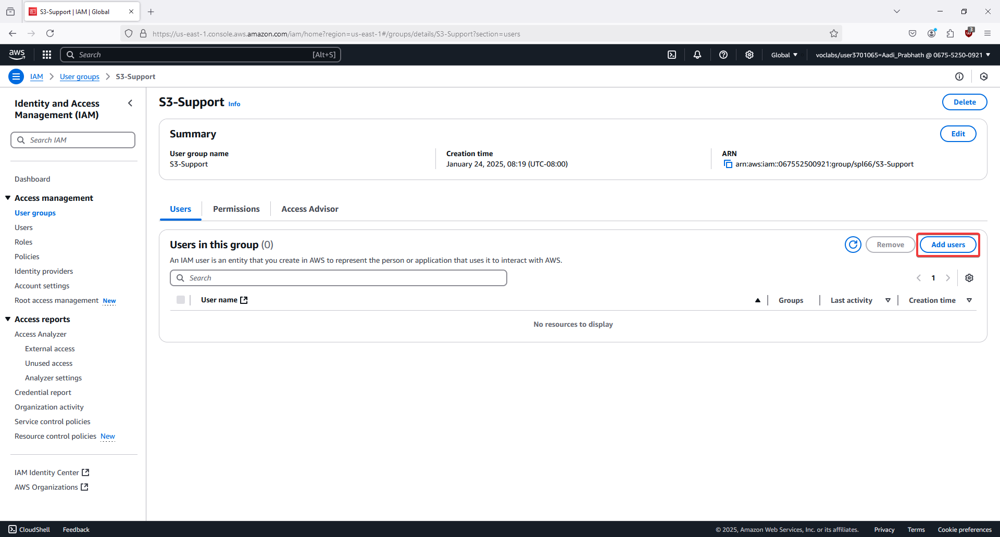 S3-Support | IAM | Global
https://us-east-1.console.aws.amazon.com/iam/home?region=us-east-1#/groups/details/S3-Support?section=users
3
aws
Search [Alt+S]
Global
voclabs/user3701065=Aadi_Prabhath @ 0675-5250-0921
IAM > User groups > S3-Support
Identity and Access
Management (IAM)
Search IAM
Dashboard
Access management
User groups
Users
Roles
Policies
Identity providers
Account settings
Root access management New
Access reports
Access Analyzer
External access
Unused access
Analyzer settings
Credential report
Organization activity
Service control policies
Resource control policies New
IAM Identity Center
AWS Organizations
S3-Support Info
Delete
Summary
Edit
User group name
S3-Support
Creation time
January 24, 2025, 08:19 (UTC-08:00)
ARN
arn:aws:iam::067552500921:group/spl66/S3-Support
Users
Permissions
Access Advisor
Users in this group (0)
Remove
Add users
An IAM user is an entity that you create in AWS to represent the person or application that uses it to interact with AWS.
Search
1
User name
Groups
Last activity
Creation time
No resources to display
CloudShell
Feedback
© 2025, Amazon Web Services, Inc. or its affiliates.
Privacy
Terms
Cookie preferences